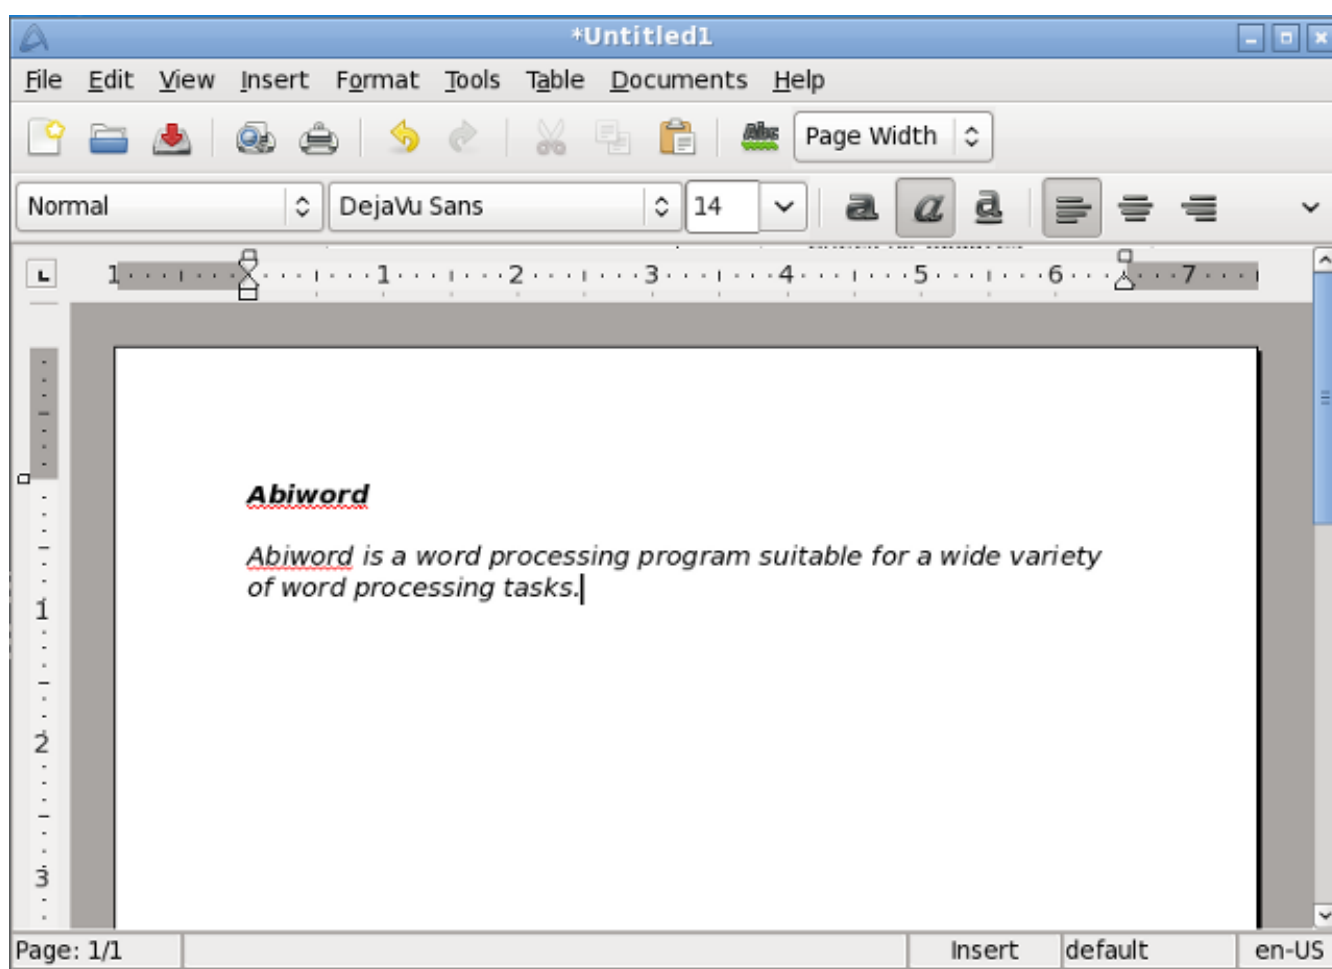 *Untitled1
File Edit View Insert Format Tools Table Documents Help
Abc Page Width
Normal DejaVu Sans 14 a a a
L 1 1 2 3 4 5 6 7
Abiword
Abiword is a word processing program suitable for a wide variety
of word processing tasks.
1
2
3
Page: 1/1 Insert default en-US